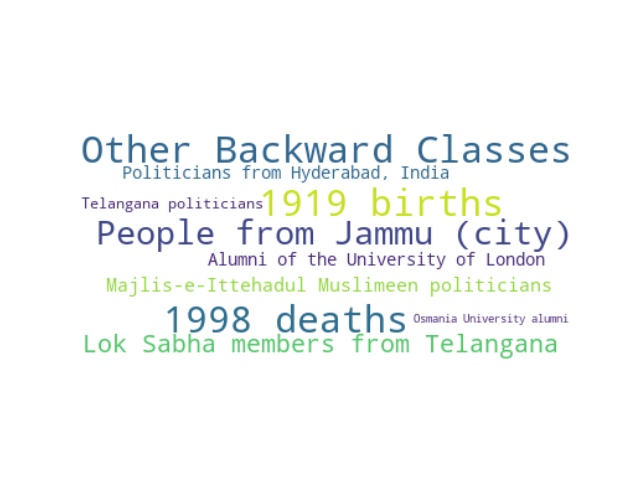 Other Backward Classes
Politicians from Hyderabad, India
Telangana politicians
1919 births
People from Jammu (city)
Alumni of the University of London
Majlis-e-Ittehadul Muslimeen politicians
1998 deaths
Osmania University alumni
Lok Sabha members from Telangana